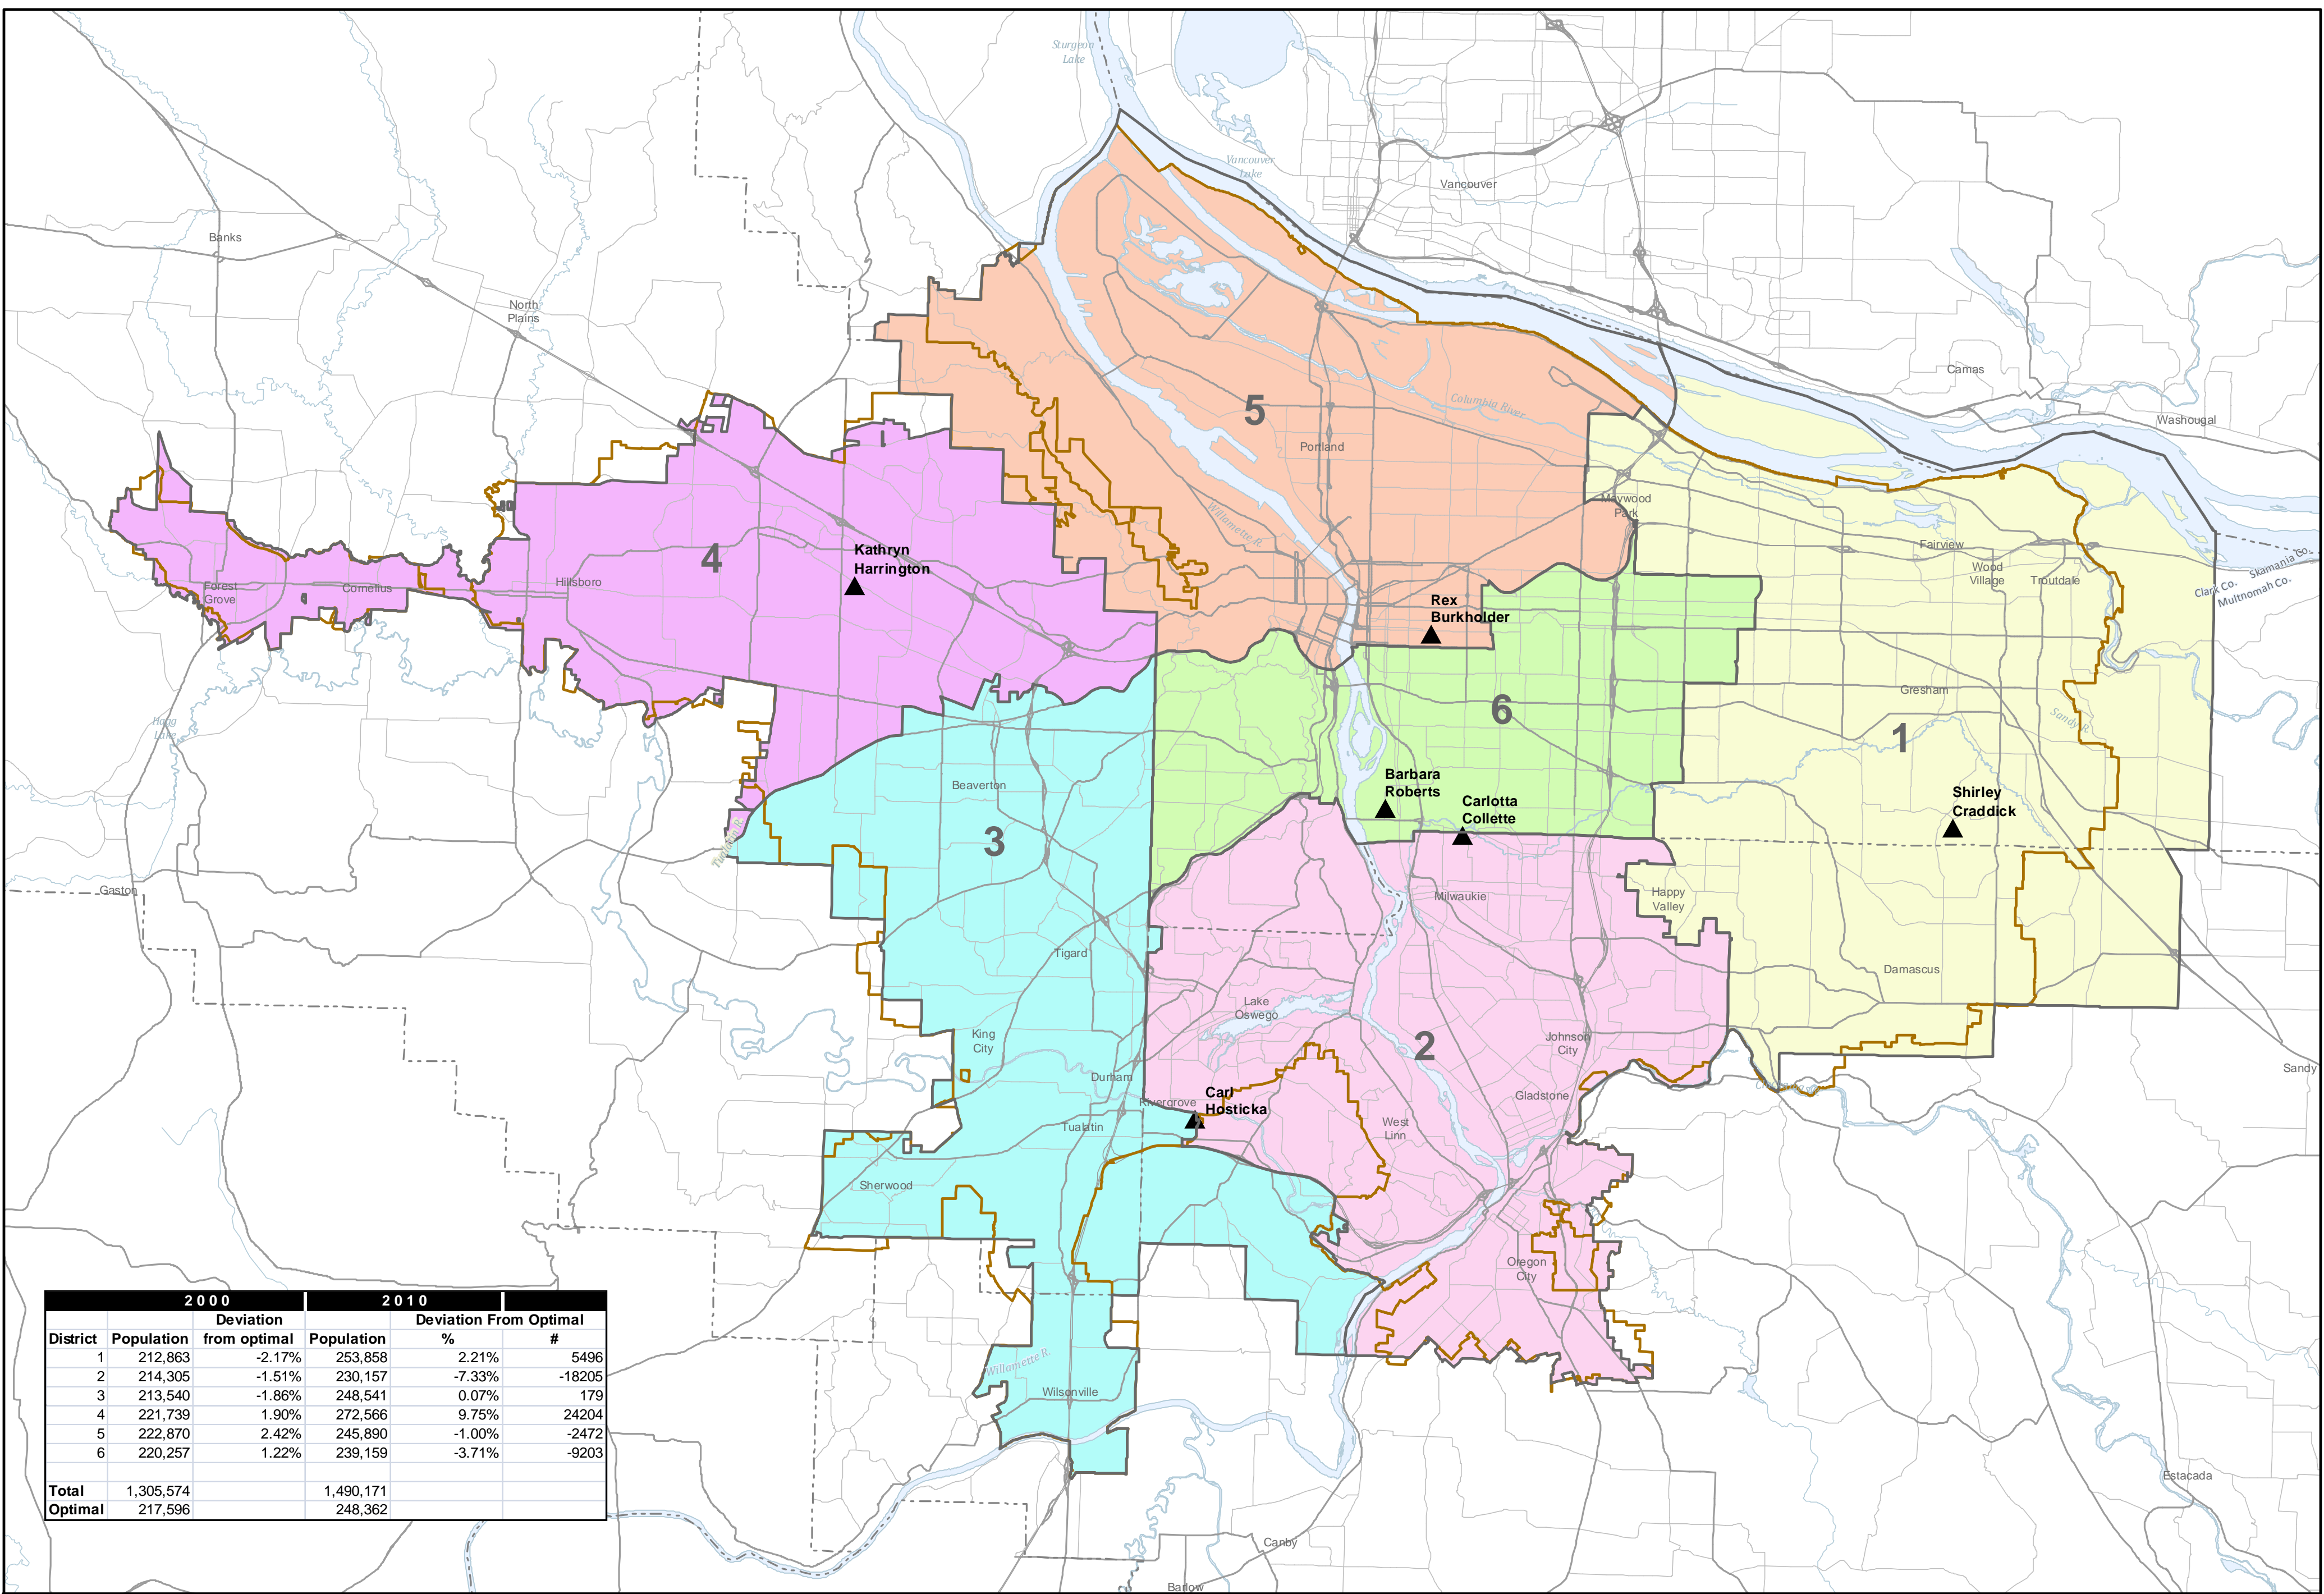 Sturgeon
Lake
Vancouver
Lake
Vancouver
Banks
North
Plains
Camas
Washougal
5
Columbia River
Portland
Maywood
Park
Willamette R.
Fairview
Wood
Village
Troutdale
Clark Co.
Skamania Co.
Multnomah Co.
4
Kathryn
Harrington
Forest
Grove
Cornelius
Hillsboro
Rex
Burkholder
Gresham
Sandy R.
6
1
Hagg
Lake
Beaverton
Barbara
Roberts
Carlotta
Collette
Shirley
Craddick
3
Tualatin R.
Gaston
Milwaukie
Happy
Valley
Tigard
Damascus
Lake
Oswego
King
City
2
Johnson
City
Durham
Sandy
Clackamas R.
Rivergrove
Carl
Hosticka
Gladstone
Tualatin
West
Linn
Sherwood
Oregon
City
Willamette R.
Wilsonville
Estacada
Canby
Barlow
2000 2010
Deviation Deviation From Optimal
District Population from optimal Population % #
1 212,863 -2.17% 253,858 2.21% 5496
2 214,305 -1.51% 230,157 -7.33% -18205
3 213,540 -1.86% 248,541 0.07% 179
4 221,739 1.90% 272,566 9.75% 24204
5 222,870 2.42% 245,890 -1.00% -2472
6 220,257 1.22% 239,159 -3.71% -9203
Total 1,305,574 1,490,171
Optimal 217,596 248,362